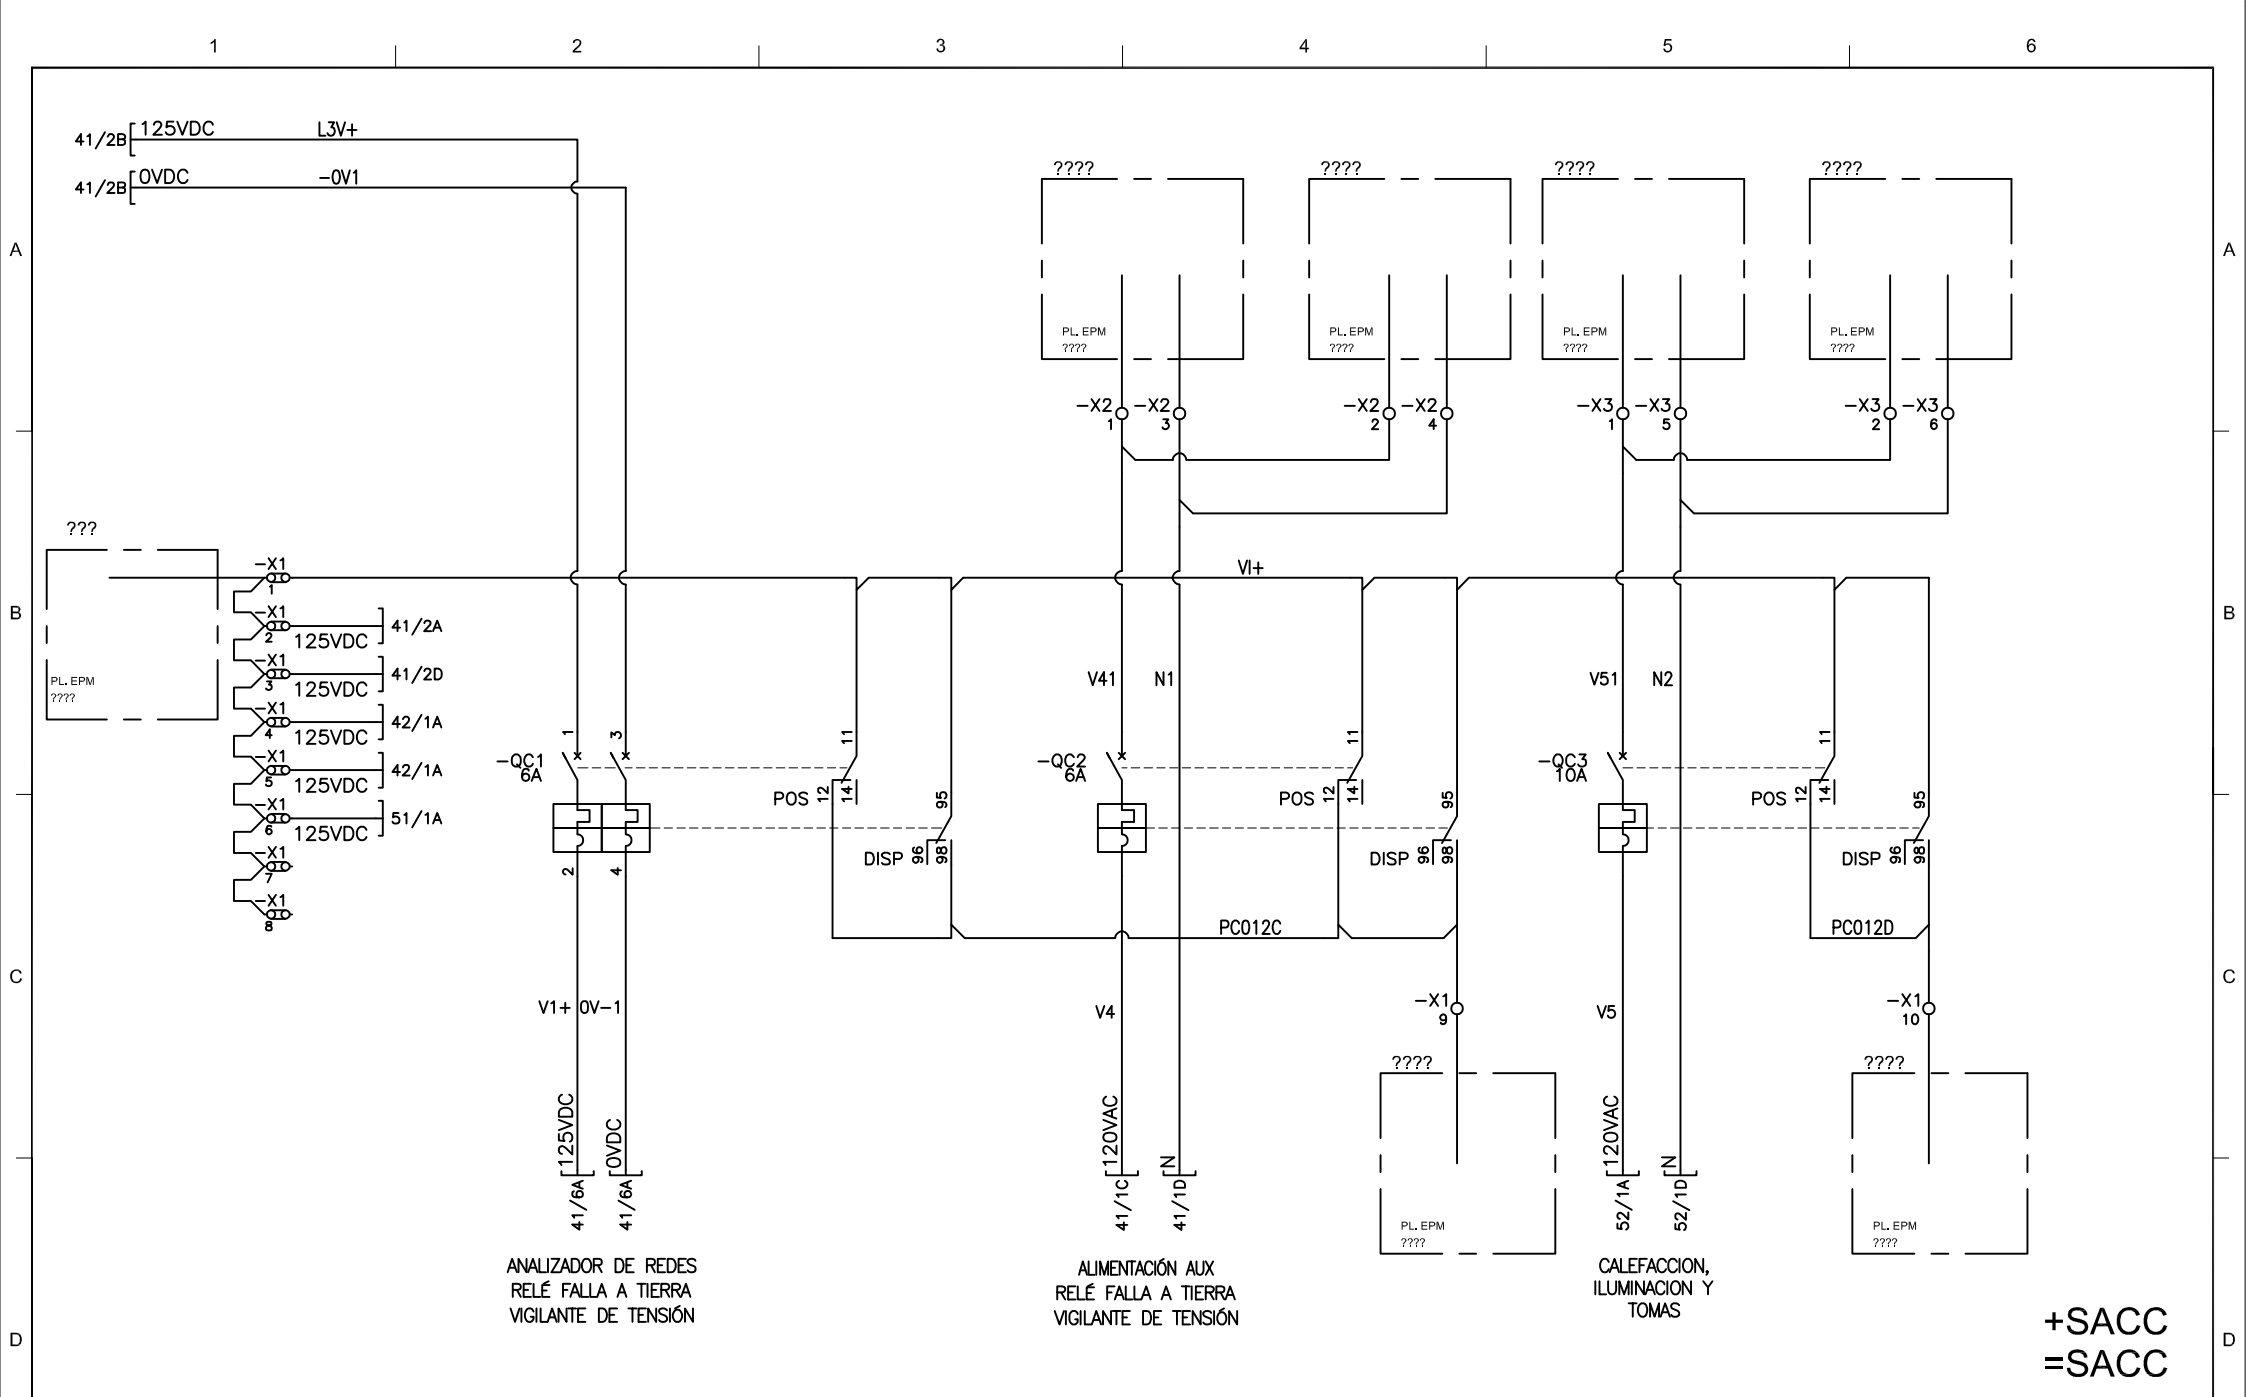 1 2 3 4 5 6
41/2B 125VDC L3V+
41/2B 0VDC -0V1
???? ???? ???? ????
A A
PL. EPM PL. EPM PL. EPM PL. EPM
???? ???? ???? ????
-X2 -X2 -X2 -X2 -X3 -X3 -X3 -X3
1 3 2 4 1 5 2 6
???
-X1
1
VI+
B B
-X1
2 125VDC 41/2A
-X1
3 125VDC 41/2D
PL. EPM
????
V41 N1 V51 N2
-X1
4 125VDC 42/1A
-X1
5 125VDC 42/1A
-X1
6 125VDC 51/1A
-X1
7
-X1
8
1 3 11 11 11
-QC1
6A
-QC2
6A
-QC3
10A
POS 12 14 95
POS 12 14 95
POS 12 14 95
DISP 96 98
DISP 96 98
DISP 96 98
2 4
PC012C PC012D
C C
V1+ 0V-1 V4 V5
-X1
9
-X1
10
???? ????
125VDC 0VDC 120VAC N 120VAC N
41/6A 41/6A 41/1C 41/1D 52/1A 52/1D
PL. EPM PL. EPM
???? ????
ANALIZADOR DE REDES
RELÉ FALLA A TIERRA
VIGILANTE DE TENSIÓN
ALIMENTACIÓN AUX
RELÉ FALLA A TIERRA
VIGILANTE DE TENSIÓN
CALEFACCION,
ILUMINACION Y
TOMAS
D D
+SACC
=SACC